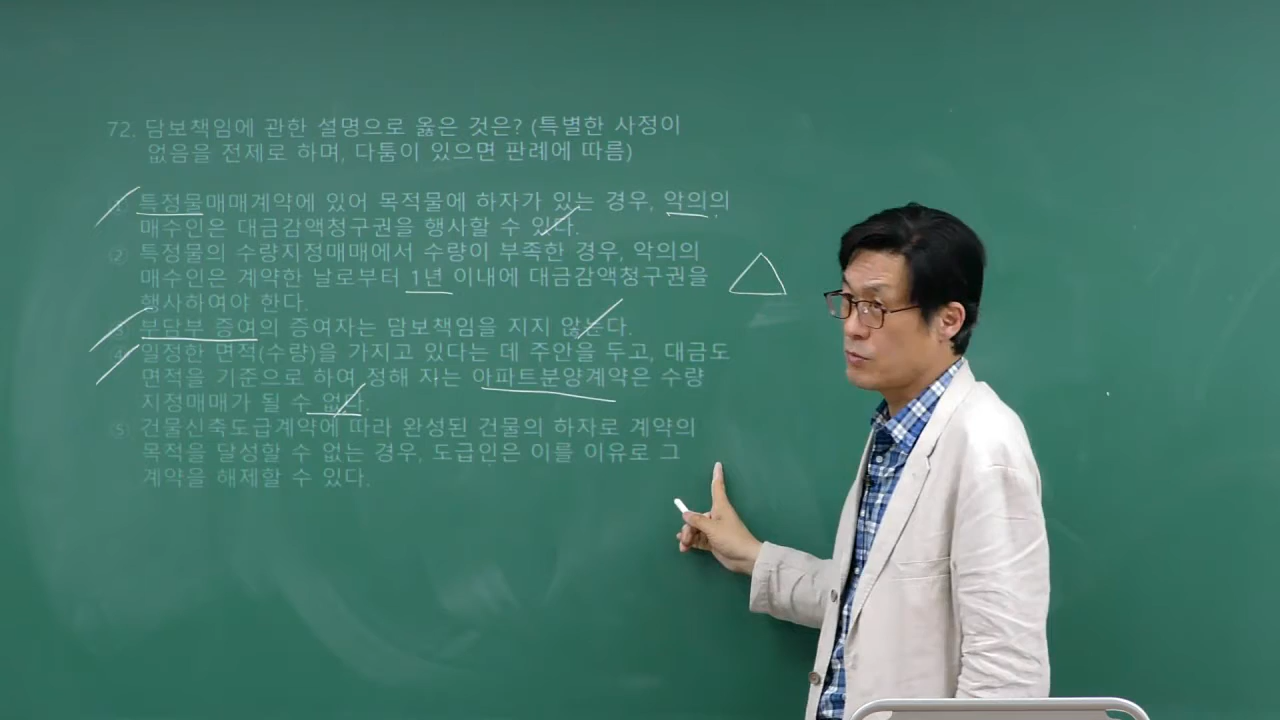 72. 담보책임에 관한 설명으로 옳은 것은? (특별한 사정이
없음을 전제로 하며, 다툼이 있으면 판례에 따름)
① 특정물매매계약에 있어 목적물에 하자가 있는 경우, 악의의
매수인은 대금감액청구권을 행사할 수 있다.
② 특정물의 수량지정매매에서 수량이 부족한 경우, 악의의
매수인은 계약한 날로부터 1년 이내에 대금감액청구권을
행사하여야 한다.
③ 부담부 증여의 증여자는 담보책임을 지지 않는다.
④ 일정한 면적(수량)을 가지고 있다는 데 주안을 두고, 대금도
면적을 기준으로 하여 정해 지는 아파트분양계약은 수량
지정매매가 될 수 없다.
⑤ 건물신축도급계약에 따라 완성된 건물의 하자로 계약의
목적을 달성할 수 없는 경우, 도급인은 이를 이유로 그
계약을 해제할 수 있다.